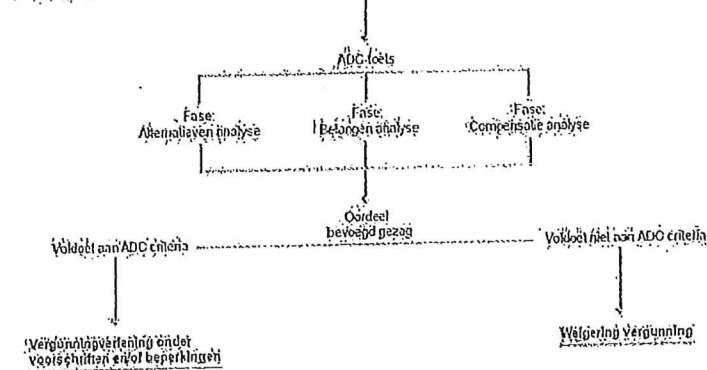 ADC-toets
Fase:
Alternatieven analyse
Fase:
Belangen analyse
Fase:
Compensatie analyse
Oordeel
bevoegd gezag
Voldoet aan ADC criteria
Voldoet niet aan ADC criteria
Vergunningverlening onder
voorschriften en/of beperkingen
Weigering vergunning